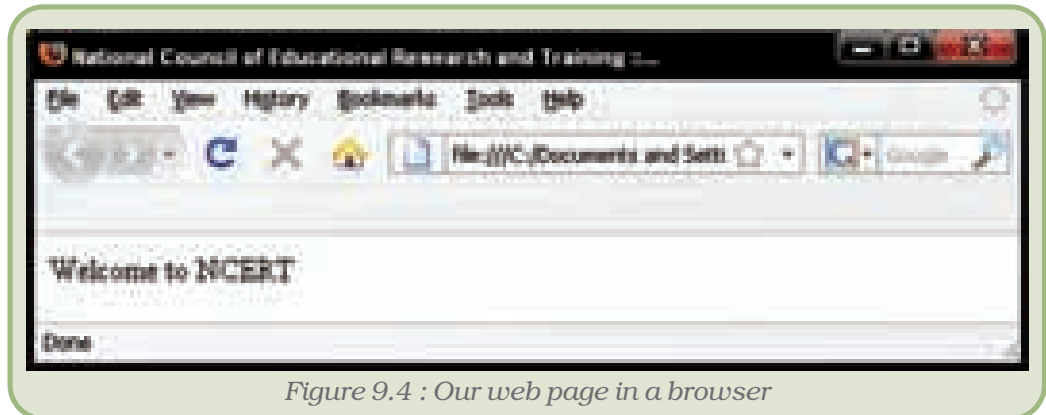 National Council of Educational Research and Training :...
File Edit View History Bookmarks Tools Help
file:///C:/Documents and Setti Google
Welcome to NCERT
Done
Figure 9.4 : Our web page in a browser